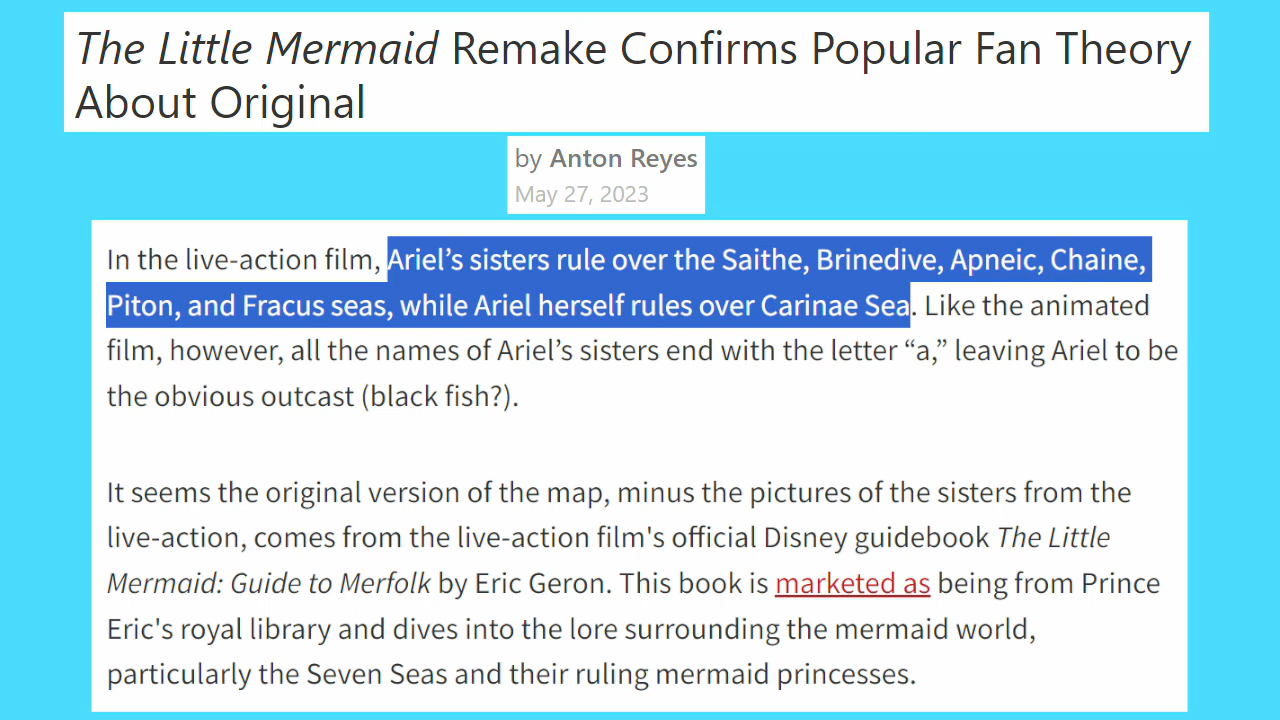 The Little Mermaid Remake Confirms Popular Fan Theory
About Original
by Anton Reyes
May 27, 2023
In the live-action film, Ariel’s sisters rule over the Saithe, Brinedive, Apneic, Chaine,
Piton, and Fracus seas, while Ariel herself rules over Carinae Sea. Like the animated
film, however, all the names of Ariel’s sisters end with the letter “a,” leaving Ariel to be
the obvious outcast (black fish?).
It seems the original version of the map, minus the pictures of the sisters from the
live-action, comes from the live-action film's official Disney guidebook The Little
Mermaid: Guide to Merfolk by Eric Geron. This book is marketed as being from Prince
Eric's royal library and dives into the lore surrounding the mermaid world,
particularly the Seven Seas and their ruling mermaid princesses.